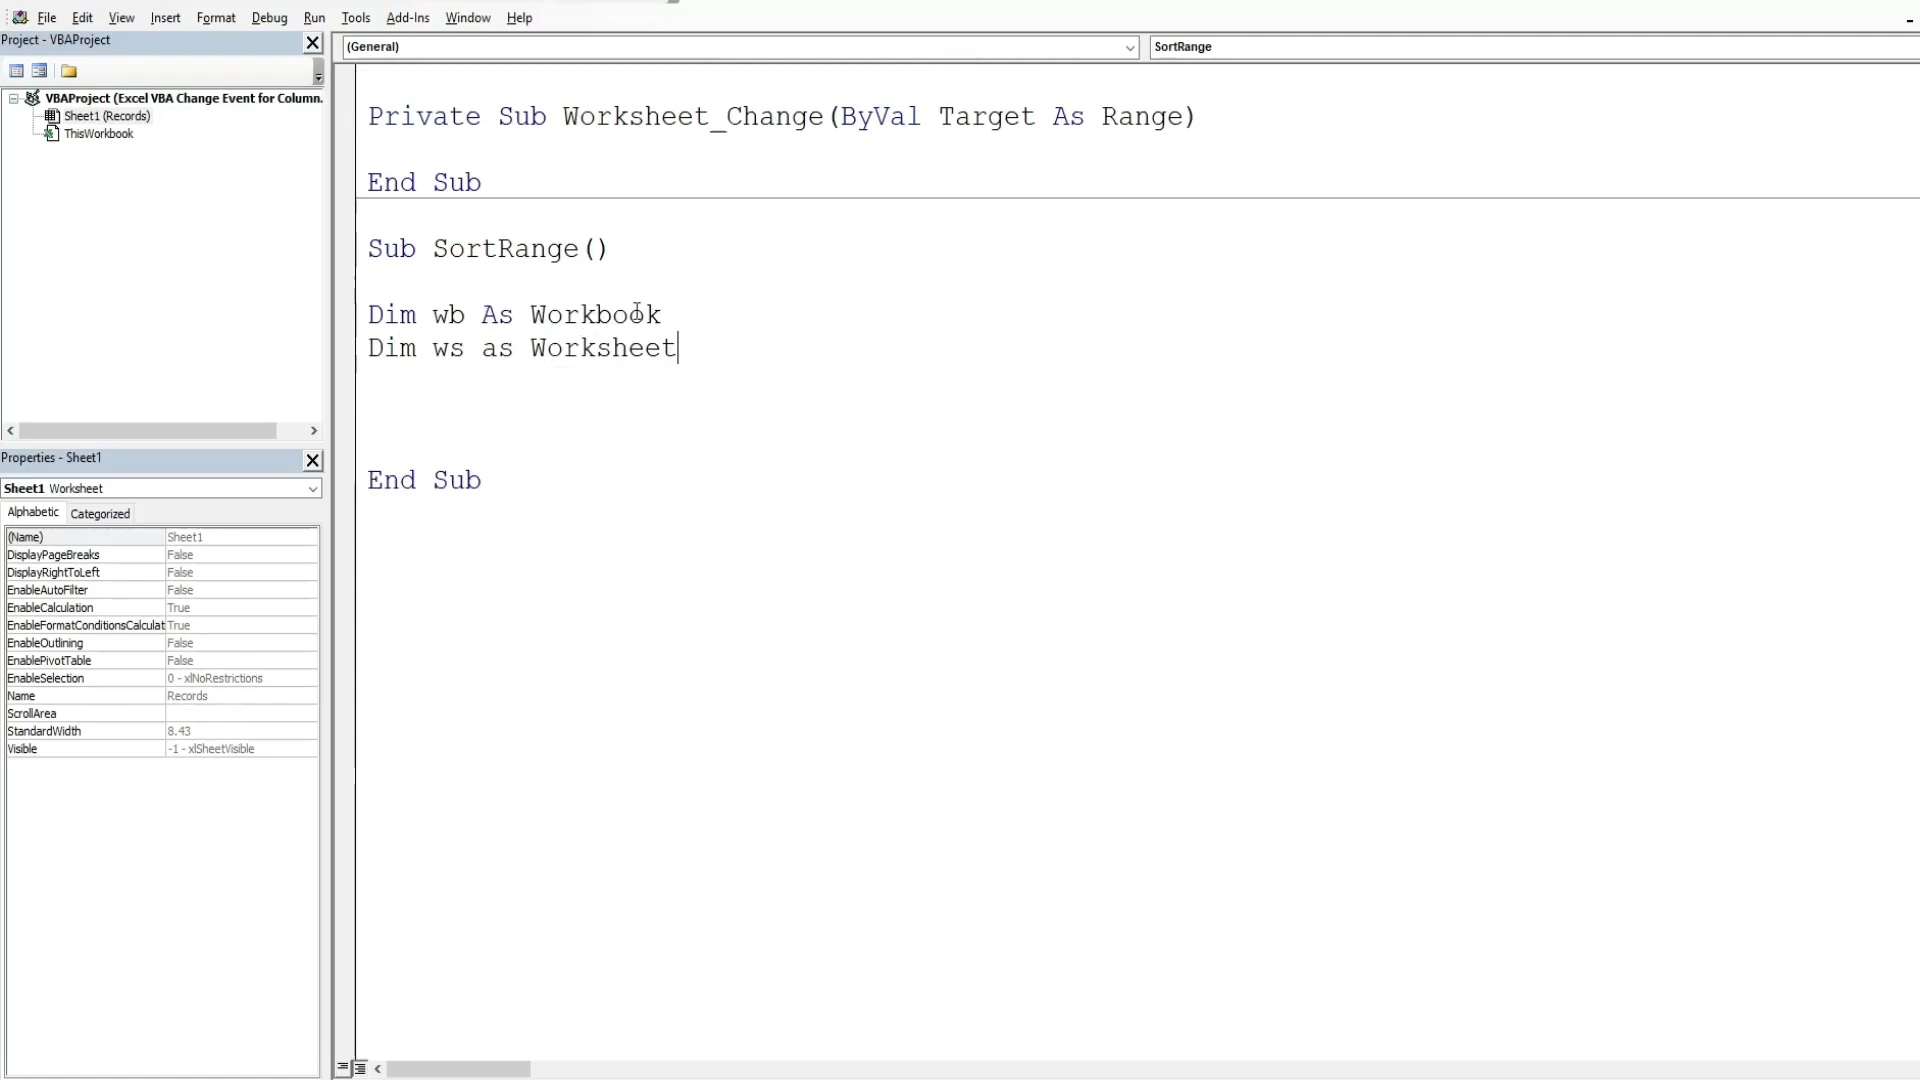 File Edit View Insert Format Debug Run Tools Add-Ins Window Help
Project - VBAProject
VBAProject (Excel VBA Change Event for Column.
Sheet1 (Records)
ThisWorkbook
Properties - Sheet1
Sheet1 Worksheet
Alphabetic Categorized
(Name) Sheet1
DisplayPageBreaks False
DisplayRightToLeft False
EnableAutoFilter False
EnableCalculation True
EnableFormatConditionsCalculat True
EnableOutlining False
EnablePivotTable False
EnableSelection 0 - xlNoRestrictions
Name Records
ScrollArea
StandardWidth 8.43
Visible -1 - xlSheetVisible
(General) SortRange
Private Sub Worksheet_Change(ByVal Target As Range)
End Sub
Sub SortRange()
Dim wb As Workbook
Dim ws as Worksheet
End Sub